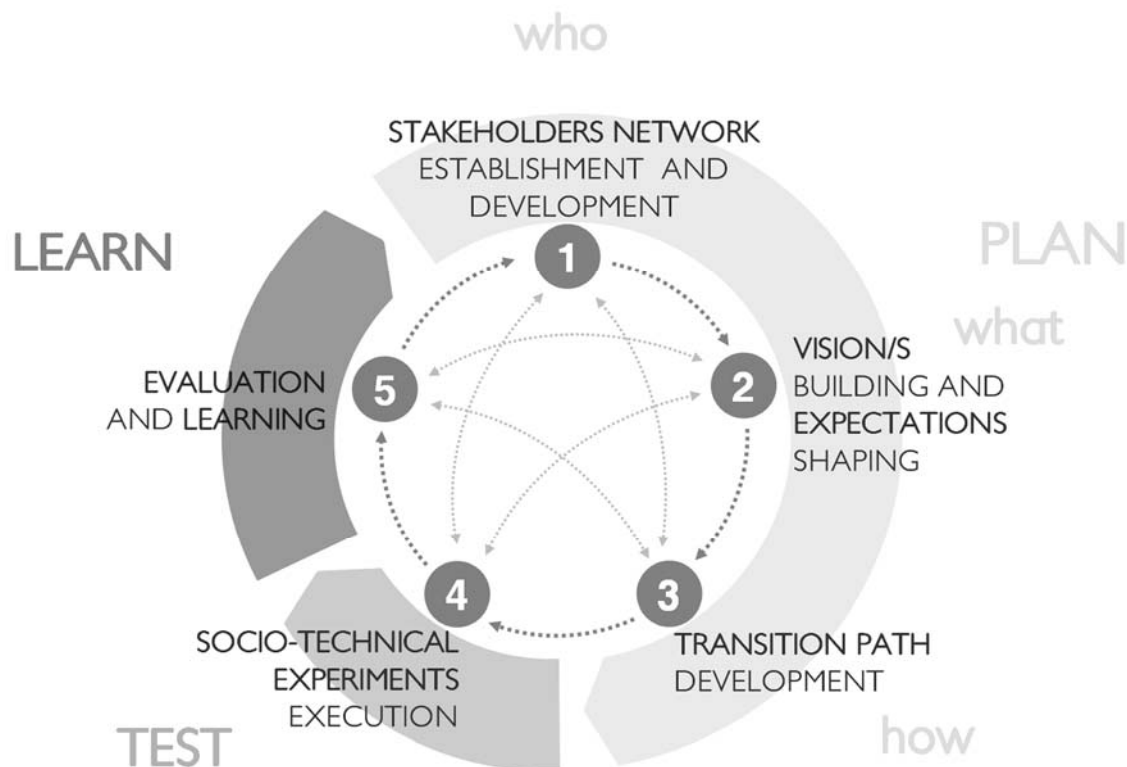 who
STAKEHOLDERS NETWORK
ESTABLISHMENT AND
DEVELOPMENT
1
LEARN
PLAN
what
EVALUATION
AND LEARNING
5
2
VISION/S
BUILDING AND
EXPECTATIONS
SHAPING
4
3
SOCIO-TECHNICAL
EXPERIMENTS
EXECUTION
TRANSITION PATH
DEVELOPMENT
TEST
how